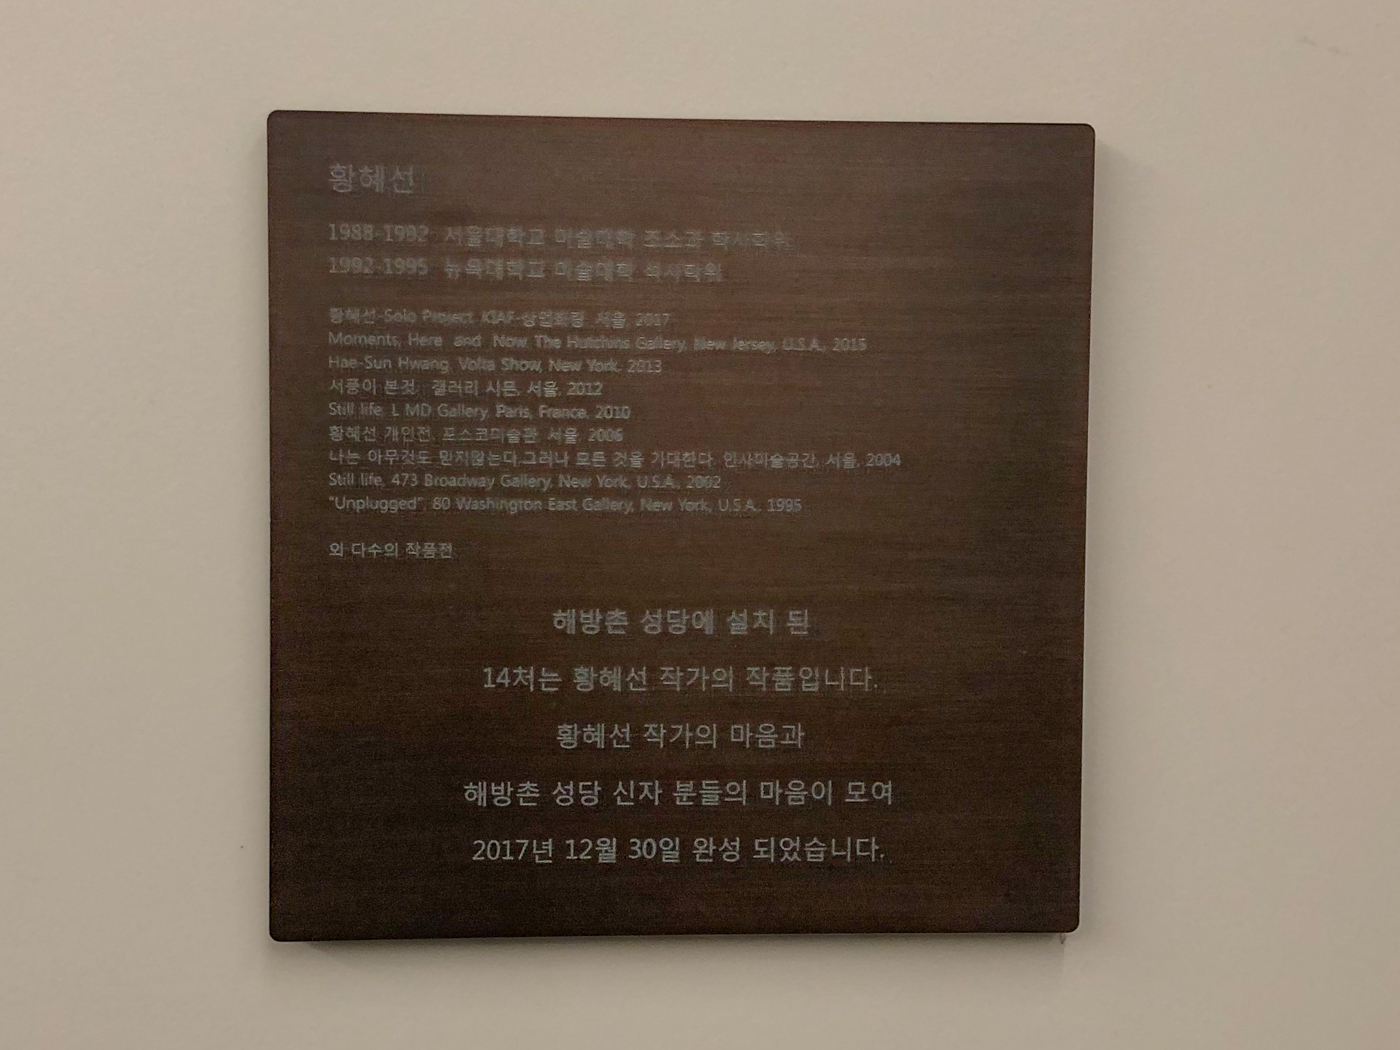 황혜선
1988-1992 서울대학교 미술대학 조소과 학사학위
1992-1995 뉴욕대학교 미술대학 석사학위
황혜선-Solo Project, KIAF- 서울, 2017
Moments, Here and Now The Hutchins Gallery, New Jersey, U.S.A., 2015
Hae-Sun Hwang, Volta Show, New York, 2013
서풍이 본것, 갤러리 시몬, 서울, 2012
Still life, L MD Gallery, Paris, France, 2010
황혜선 개인전, 포스코미술관, 서울, 2006
나는 아무것도 믿지않는다.그러나 모든 것을 기대한다, 인사미술공간, 서울, 2004
Still life, 473 Broadway Gallery, New York, U.S.A., 2002
"Unplugged", 80 Washington East Gallery, New York, U.S.A., 1995
외 다수의 작품전
해방촌 성당에 설치 된
14처는 황혜선 작가의 작품입니다.
황혜선 작가의 마음과
해방촌 성당 신자 분들의 마음이 모여
2017년 12월 30일 완성 되었습니다.